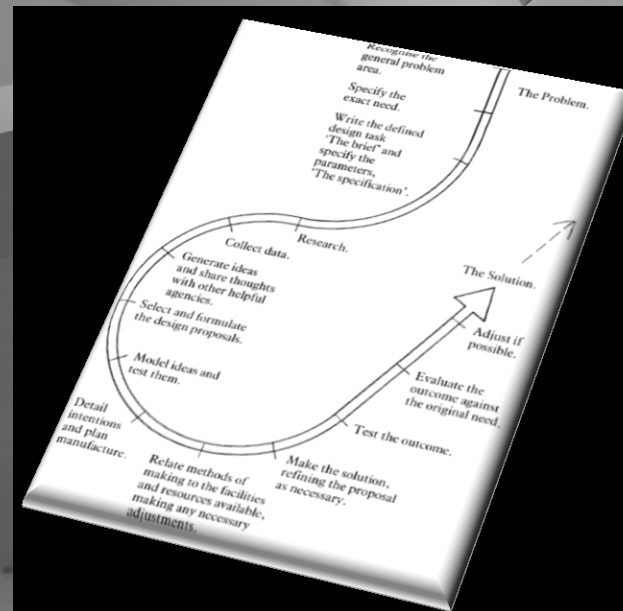 Recognise the
general problem
area.
The Problem.
Specify the
exact need.
Write the defined
design task
'The brief' and
specify the
parameters,
'The specification'.
Research.
Collect data.
Generate ideas
and share thoughts
with other helpful
agencies.
Select and formulate
the design proposals.
Model ideas and
test them.
Detail
intentions
and plan
manufacture.
Relate methods of
making to the facilities
and resources available,
making any necessary
adjustments.
Make the solution,
refining the proposal
as necessary.
Test the outcome.
Evaluate the
outcome against
the original need.
Adjust if
possible.
The Solution.